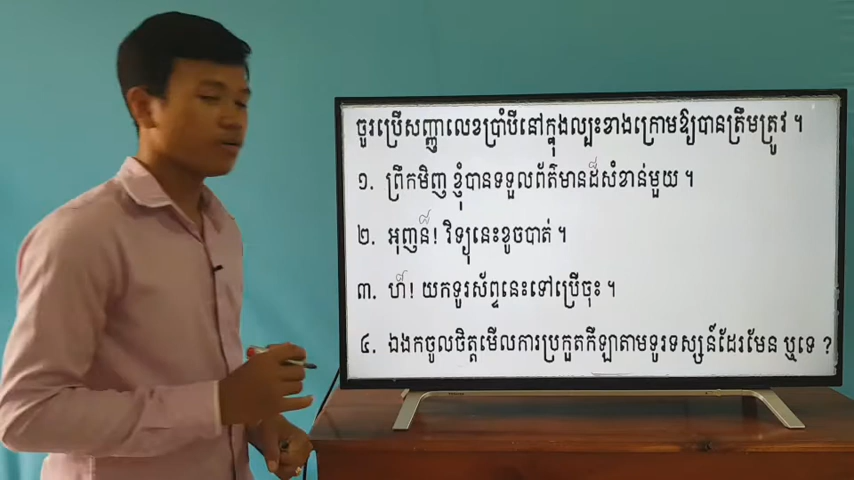 ចូរប្រើសញ្ញាលេខប្រាំបីនៅក្នុងល្បះខាងក្រោមឱ្យបានត្រឹមត្រូវ ។
១. ព្រឹកមិញ ខ្ញុំបានទទួលព័ត៌មានដ៏សំខាន់មួយ ។
២. អុញន៏! វិទ្យុនេះខូចបាត់ ។
៣. ហ៏! យកទូរស័ព្ទនេះទៅប្រើចុះ ។
៤. ឯងកចូលចិត្តមើលការប្រកួតកីឡាតាមទូរទស្សន៍ដែរមែន ឬទេ ?